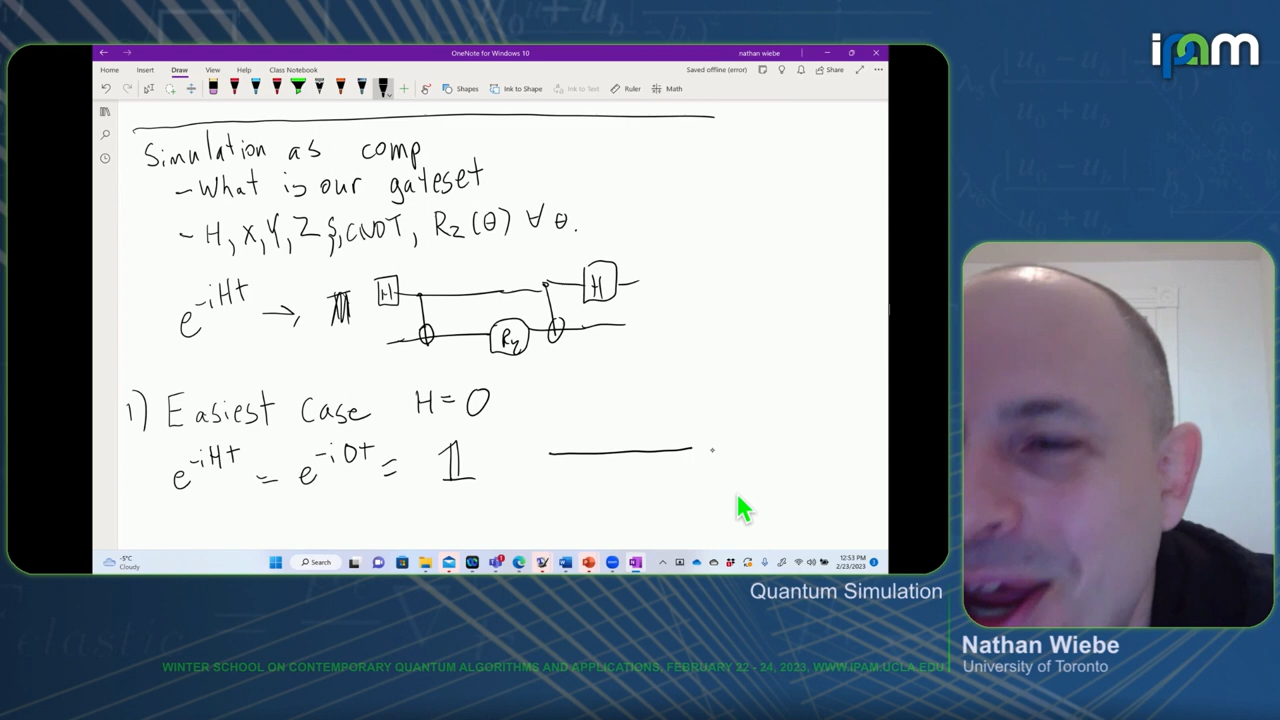 ipam
OneNote for Windows 10
nathan wiebe
Home Insert Draw View Help Class Notebook
Saved offline (error)
Share
Shapes
Ink to Shape
Ink to Text
Ruler
Math
Simulation as comp
- What is our gateset
- H, X, Y, Z, S, CNOT, Rz(θ) ∀ θ.
e^-iHt → H H
Rz
1) Easiest Case H=0
e^-iHt = e^-i0t = 𝟙
-5°C
Cloudy
Search
12:53 PM
2/23/2023
Quantum Simulation
Nathan Wiebe
University of Toronto
WINTER SCHOOL ON CONTEMPORARY QUANTUM ALGORITHMS AND APPLICATIONS, FEBRUARY 22 - 24, 2023, WWW.IPAM.UCLA.EDU